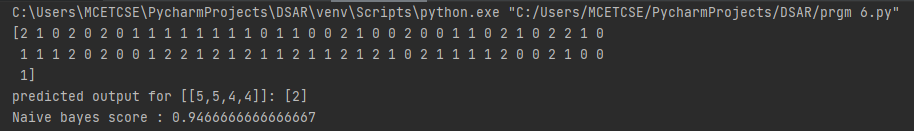 C:\Users\MCETCSE\PycharmProjects\DSAR\venv\Scripts\python.exe "C:/Users/MCETCSE/PycharmProjects/DSAR/prgm 6.py"
[2 1 0 2 0 2 0 1 1 1 1 1 1 1 1 0 1 1 0 0 2 1 0 0 2 0 0 1 1 0 2 1 0 2 2 1 0
1 1 1 2 0 2 0 0 1 2 2 1 2 1 2 1 1 2 1 1 2 1 2 1 0 2 1 1 1 1 2 0 0 2 1 0 0
1]
predicted output for [[5,5,4,4]]: [2]
Naive bayes score : 0.9466666666666667